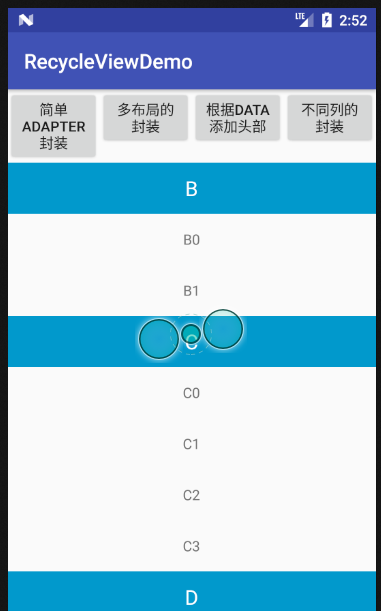 LTE 2:52
RecycleViewDemo
简单
ADAPTER
封装
多布局的
封装
根据DATA
添加头部
不同列的
封装
B
B0
B1
C
C0
C1
C2
C3
D